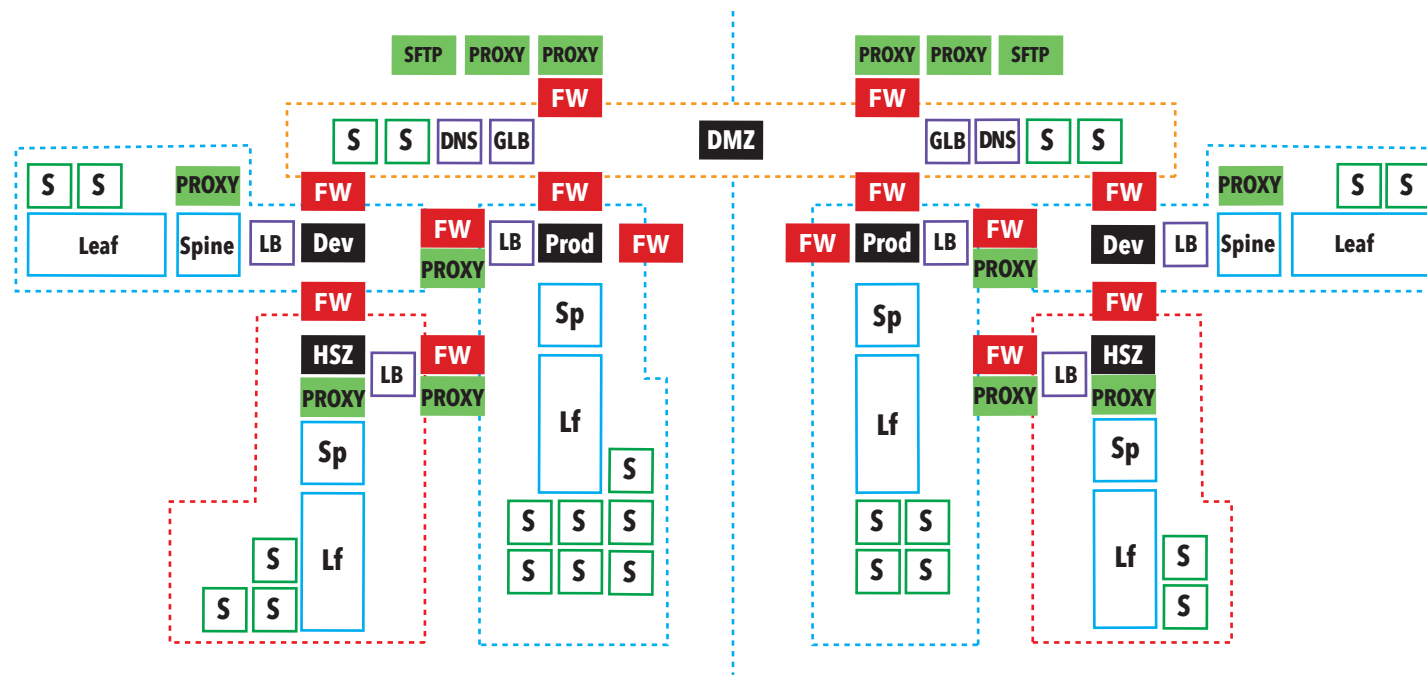 SFTP PROXY PROXY PROXY PROXY SFTP
FW FW
S S DNS GLB DMZ GLB DNS S S
S S PROXY FW FW FW FW PROXY S S
Leaf Spine LB Dev FW LB Prod FW FW Prod LB FW Dev LB Spine Leaf
PROXY PROXY
FW FW
Sp Sp
HSZ FW FW HSZ
LB LB
PROXY PROXY PROXY PROXY
Lf Lf
Sp Sp
S
S S S S S
Lf Lf
S S
S S S S S
S S S